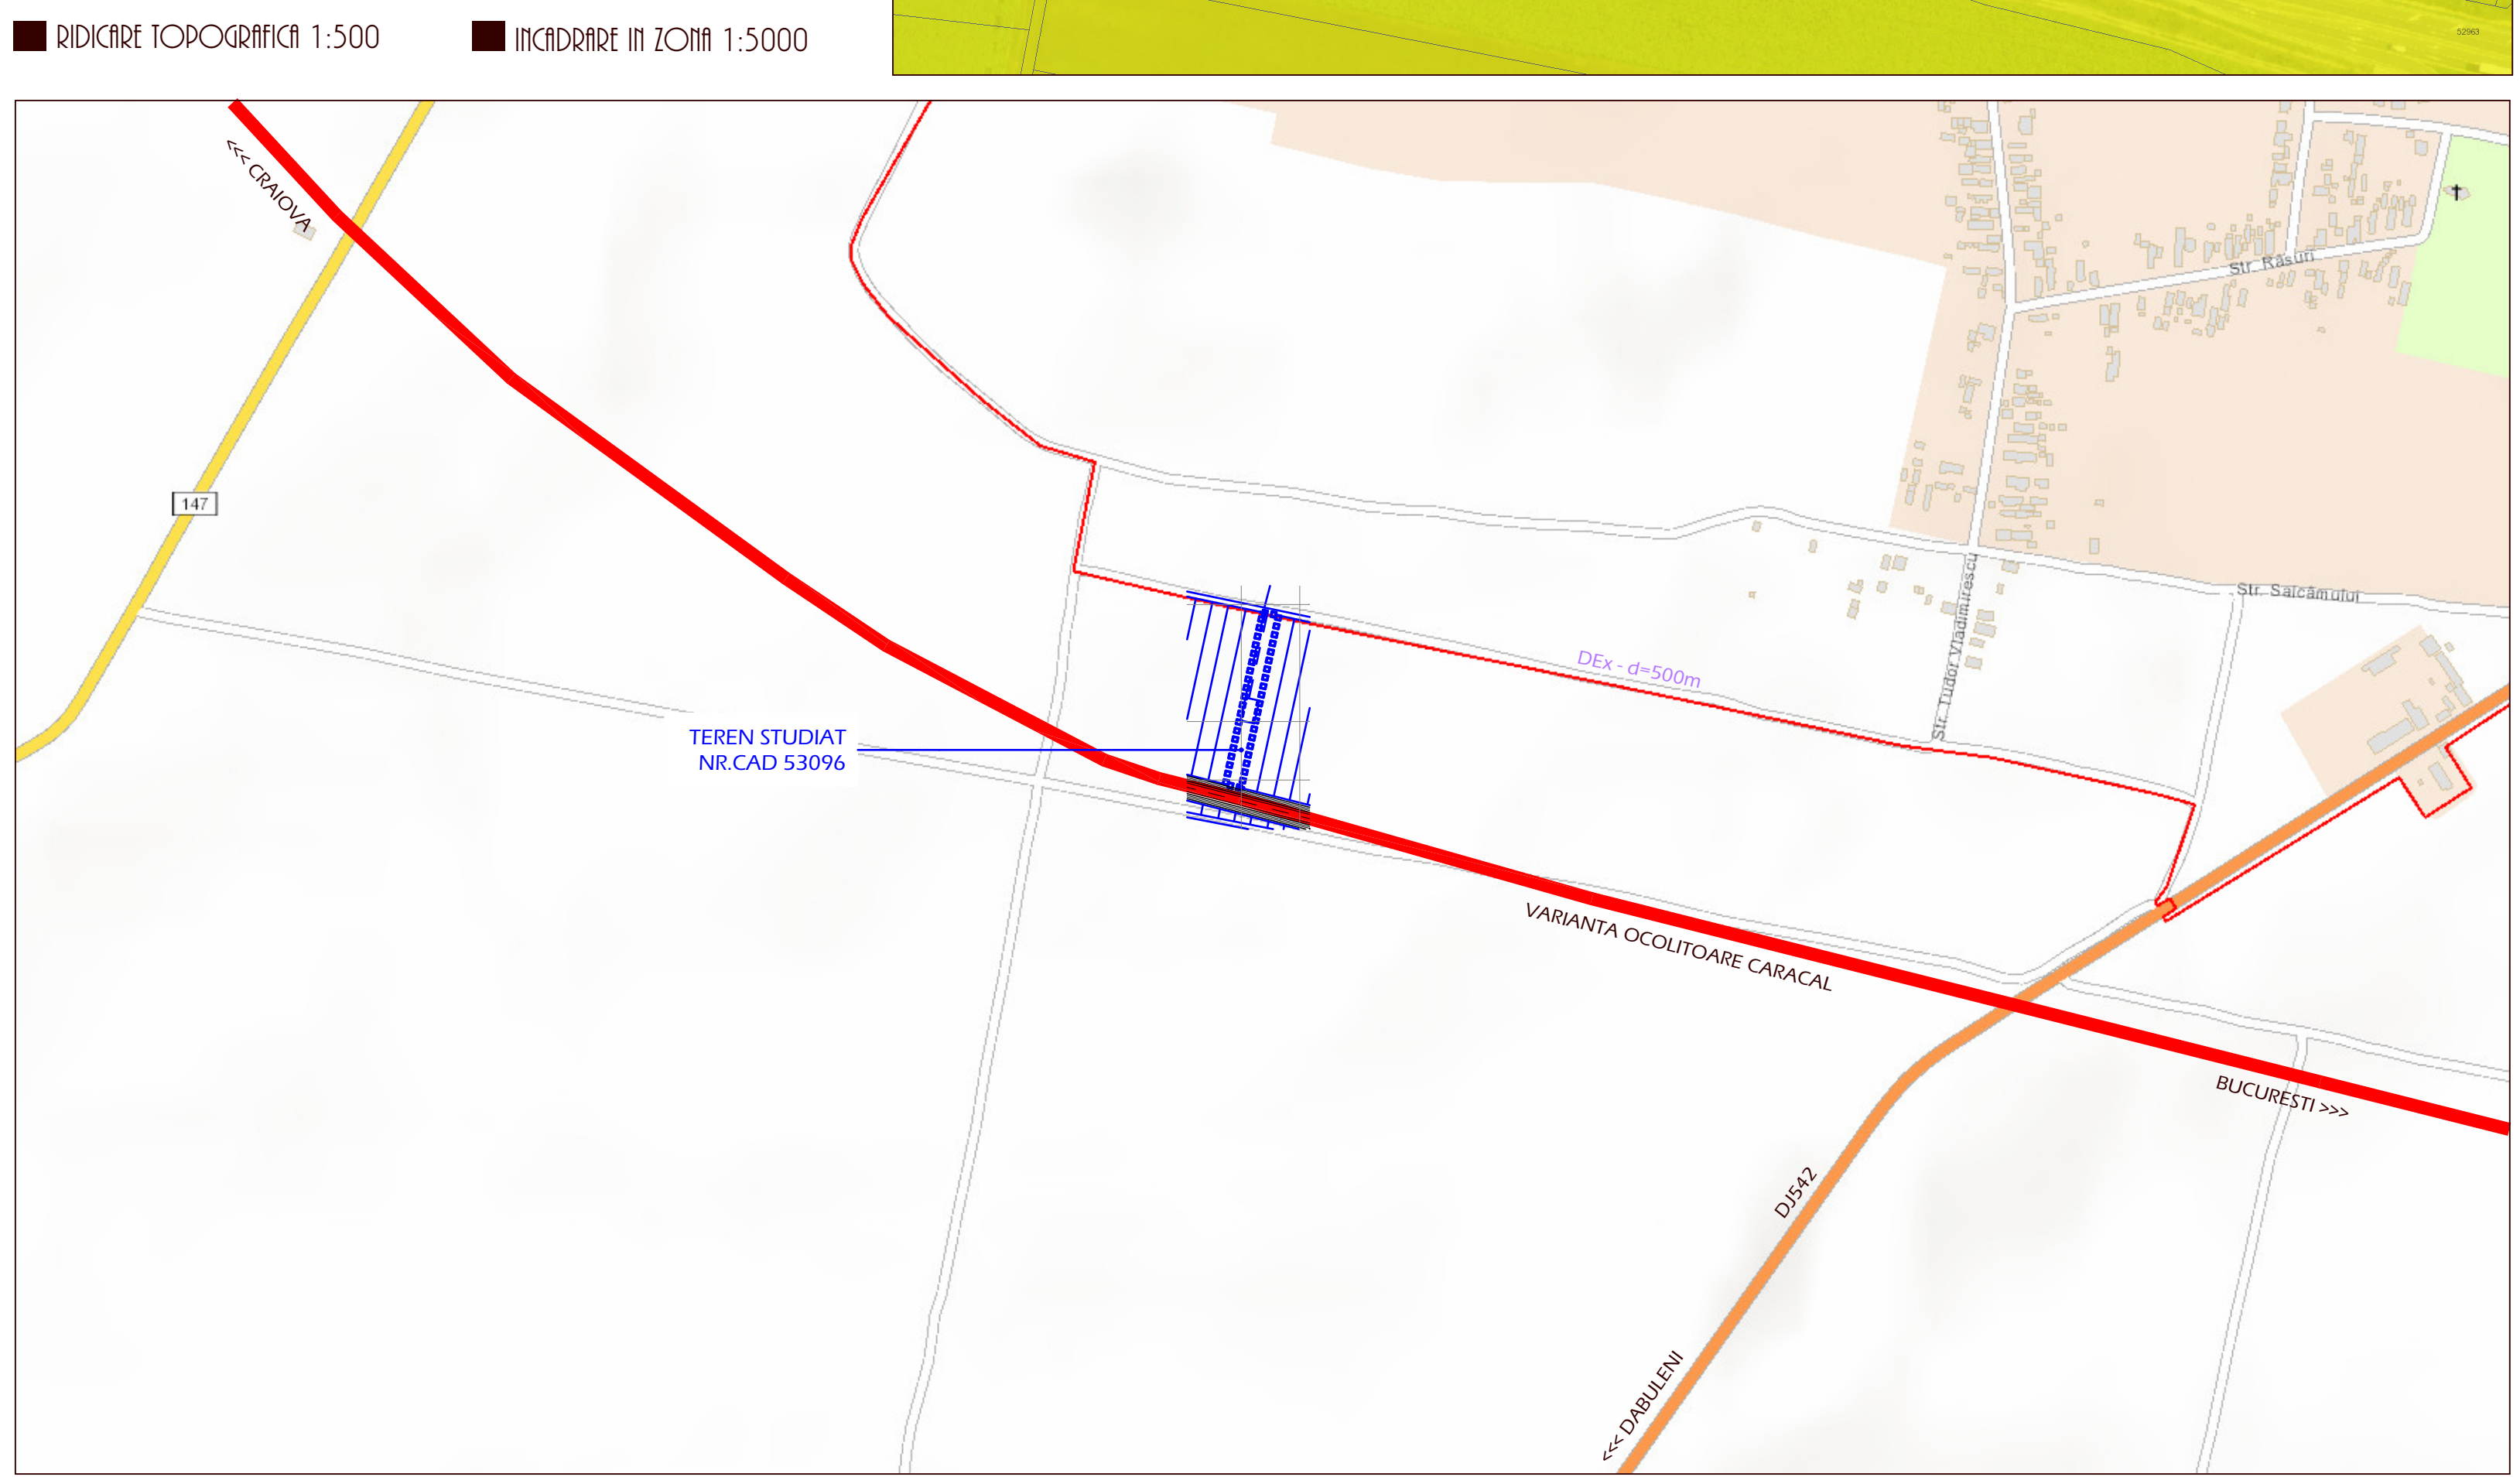 RIDICARE TOPOGRAFICA 1:500
INCADRARE IN ZONA 1:5000
52963
<<< CRAIOVA
Str. Răsuri
147
Str. Salcâmului
Str. Tudor Vladimirescu
DEx - d=500m
TEREN STUDIAT
NR.CAD 53096
VARIANTA OCOLITOARE CARACAL
BUCURESTI >>>
DJ542
<<< DABULENI